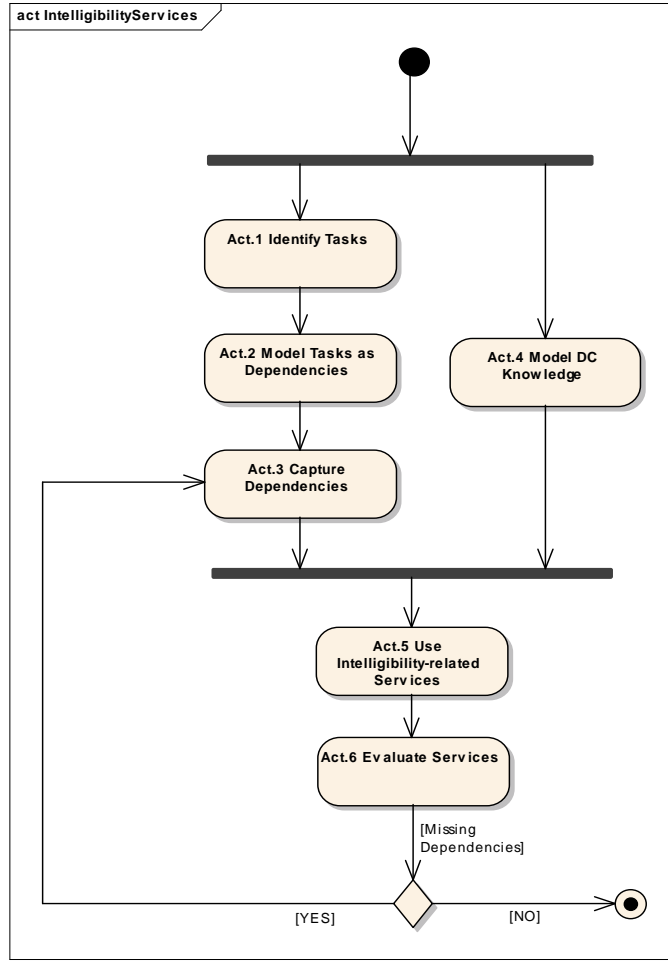 act IntelligibilityServices
Act.1 Identify Tasks
Act.2 Model Tasks as
Dependencies
Act.4 Model DC
Knowledge
Act.3 Capture
Dependencies
Act.5 Use
Intelligibility-related
Services
Act.6 Evaluate Services
[Missing
Dependencies]
[YES]
[NO]